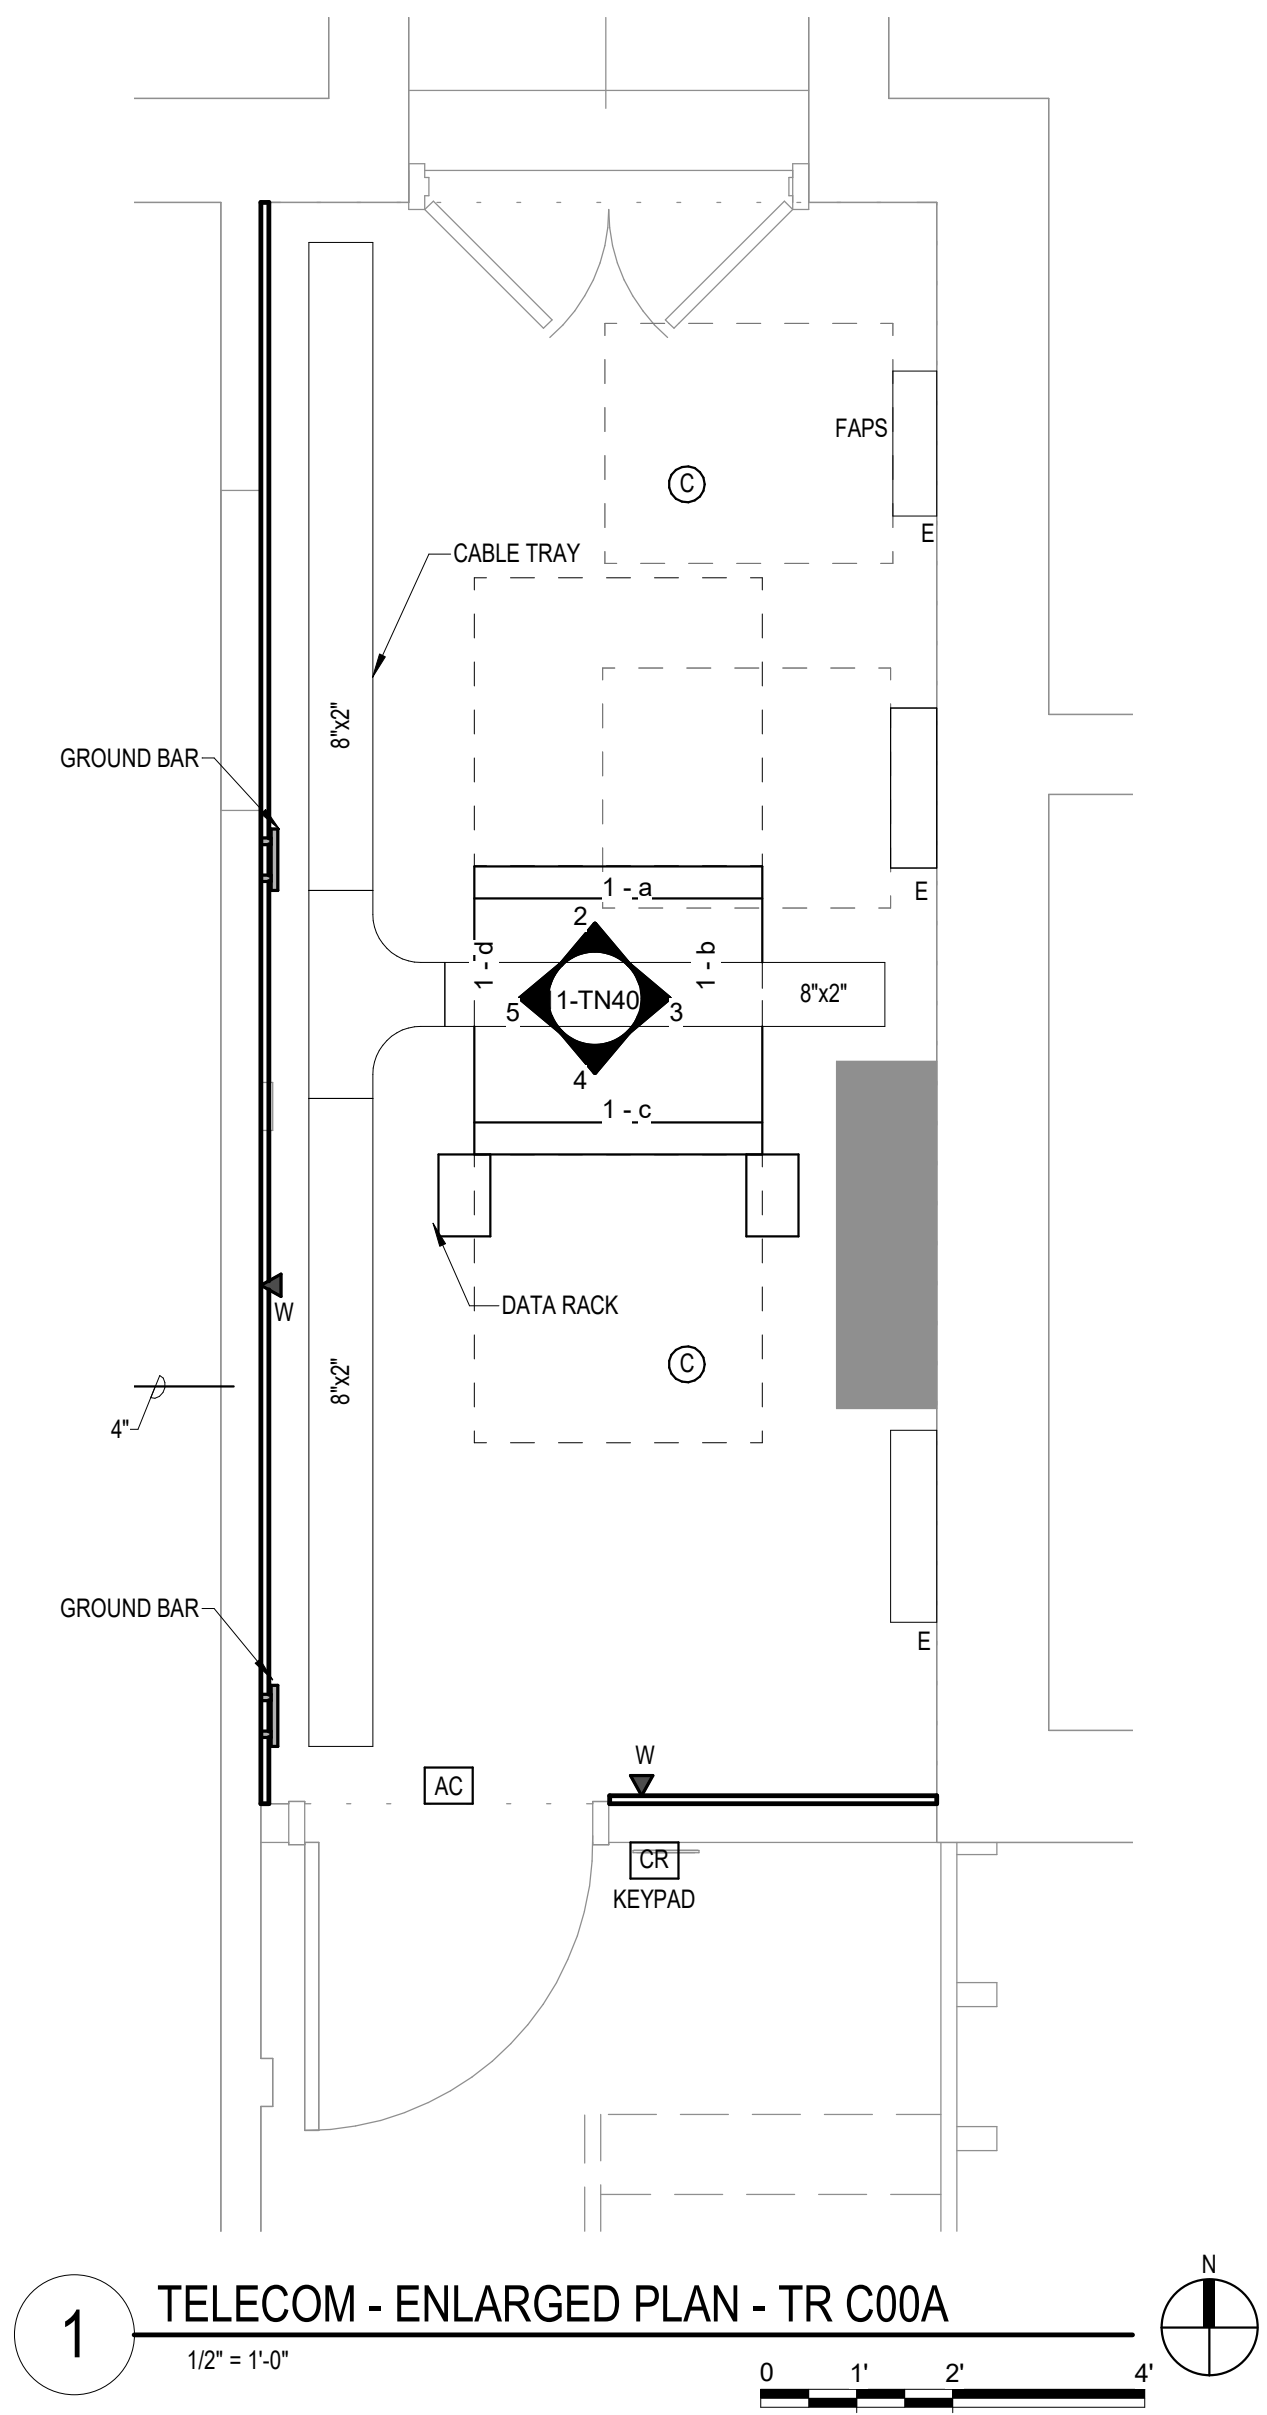 FAPS
C
E
CABLE TRAY
8"x2"
GROUND BAR
E
1 - a
2
1 - d
1 - b
8"x2"
1-TN40
5
3
4
1 - c
W
DATA RACK
C
8"x2"
4"
GROUND BAR
E
W
AC
CR
KEYPAD
N
1
TELECOM - ENLARGED PLAN - TR C00A
1/2" = 1'-0"
0 1' 2' 4'